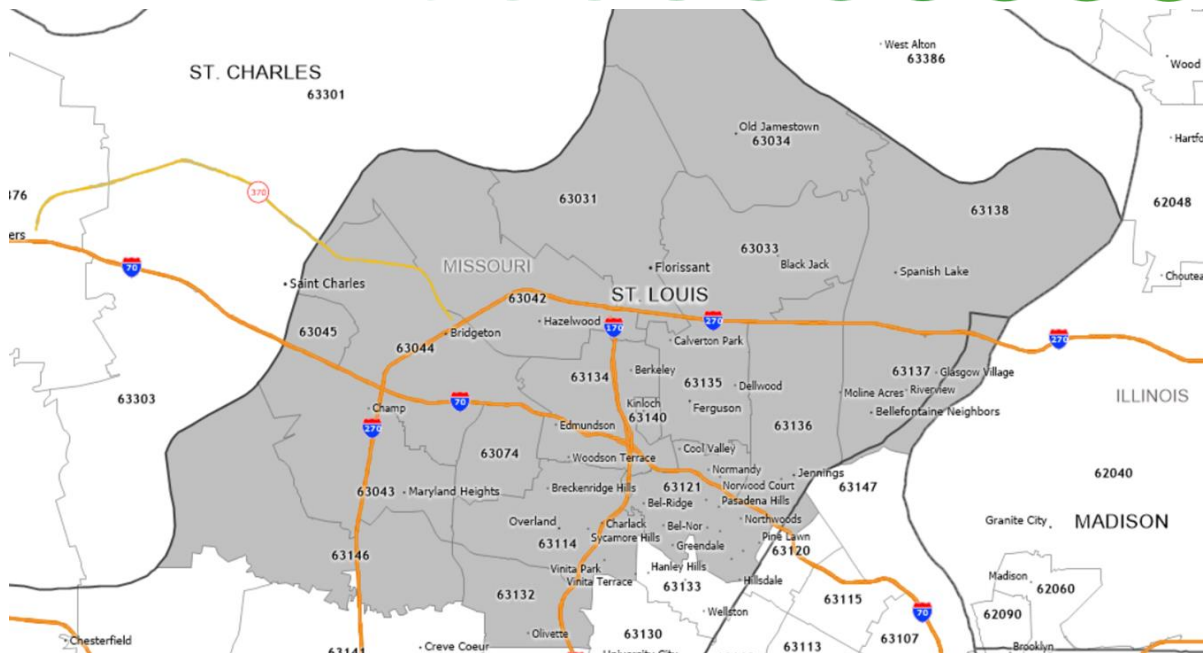 West Alton
63386
Wood
ST. CHARLES
63301
Old Jamestown
63034
Hartfo
376
370
63031
63138
62048
ers
63033
70
MISSOURI
Florissant
Black Jack
Spanish Lake
Choutea
Saint Charles
63042
ST. LOUIS
63045
Bridgeton
Hazelwood
170
270
270
63044
Calverton Park
63303
63134
Berkeley
63135
Dellwood
63137
Glasgow Village
Moline Acres
Riverview
ILLINOIS
70
Champ
Kinloch
63140
Ferguson
Bellefontaine Neighbors
270
Edmundson
63136
63074
Woodson Terrace
Cool Valley
Normandy
Jennings
62040
63043
Maryland Heights
Breckenridge Hills
63121
Norwood Court
63147
Bel-Ridge
Pasadena Hills
Overland
Charlack
Bel-Nor
Northwoods
Granite City
MADISON
63114
Sycamore Hills
Greendale
Pine Lawn
63120
63146
Vinita Park
Hanley Hills
Vinita Terrace
63133
Hillsdale
Madison
62060
63132
63115
Wellston
70
62090
Olivette
63130
63107
Chesterfield
63141
Creve Coeur
University City
63113
Brooklyn